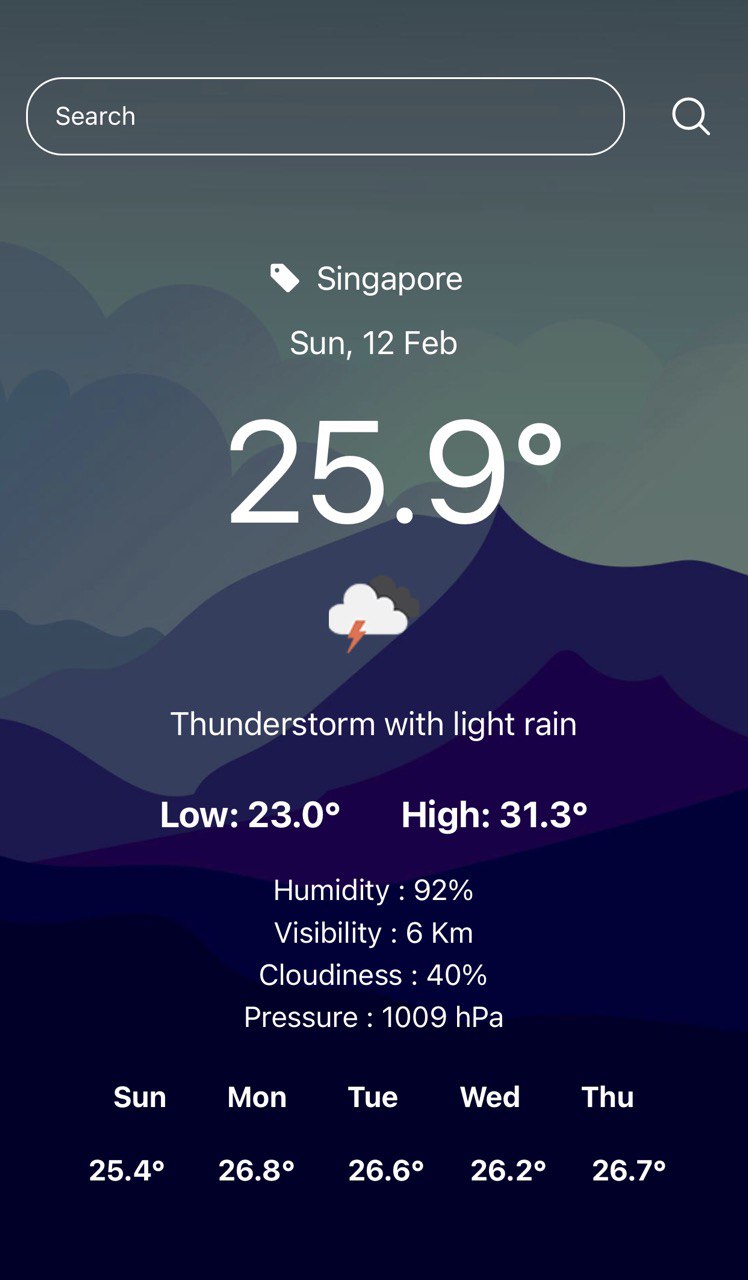 Search
Singapore
Sun, 12 Feb
25.9°
Thunderstorm with light rain
Low: 23.0° High: 31.3°
Humidity : 92%
Visibility : 6 Km
Cloudiness : 40%
Pressure : 1009 hPa
Sun Mon Tue Wed Thu
25.4° 26.8° 26.6° 26.2° 26.7°